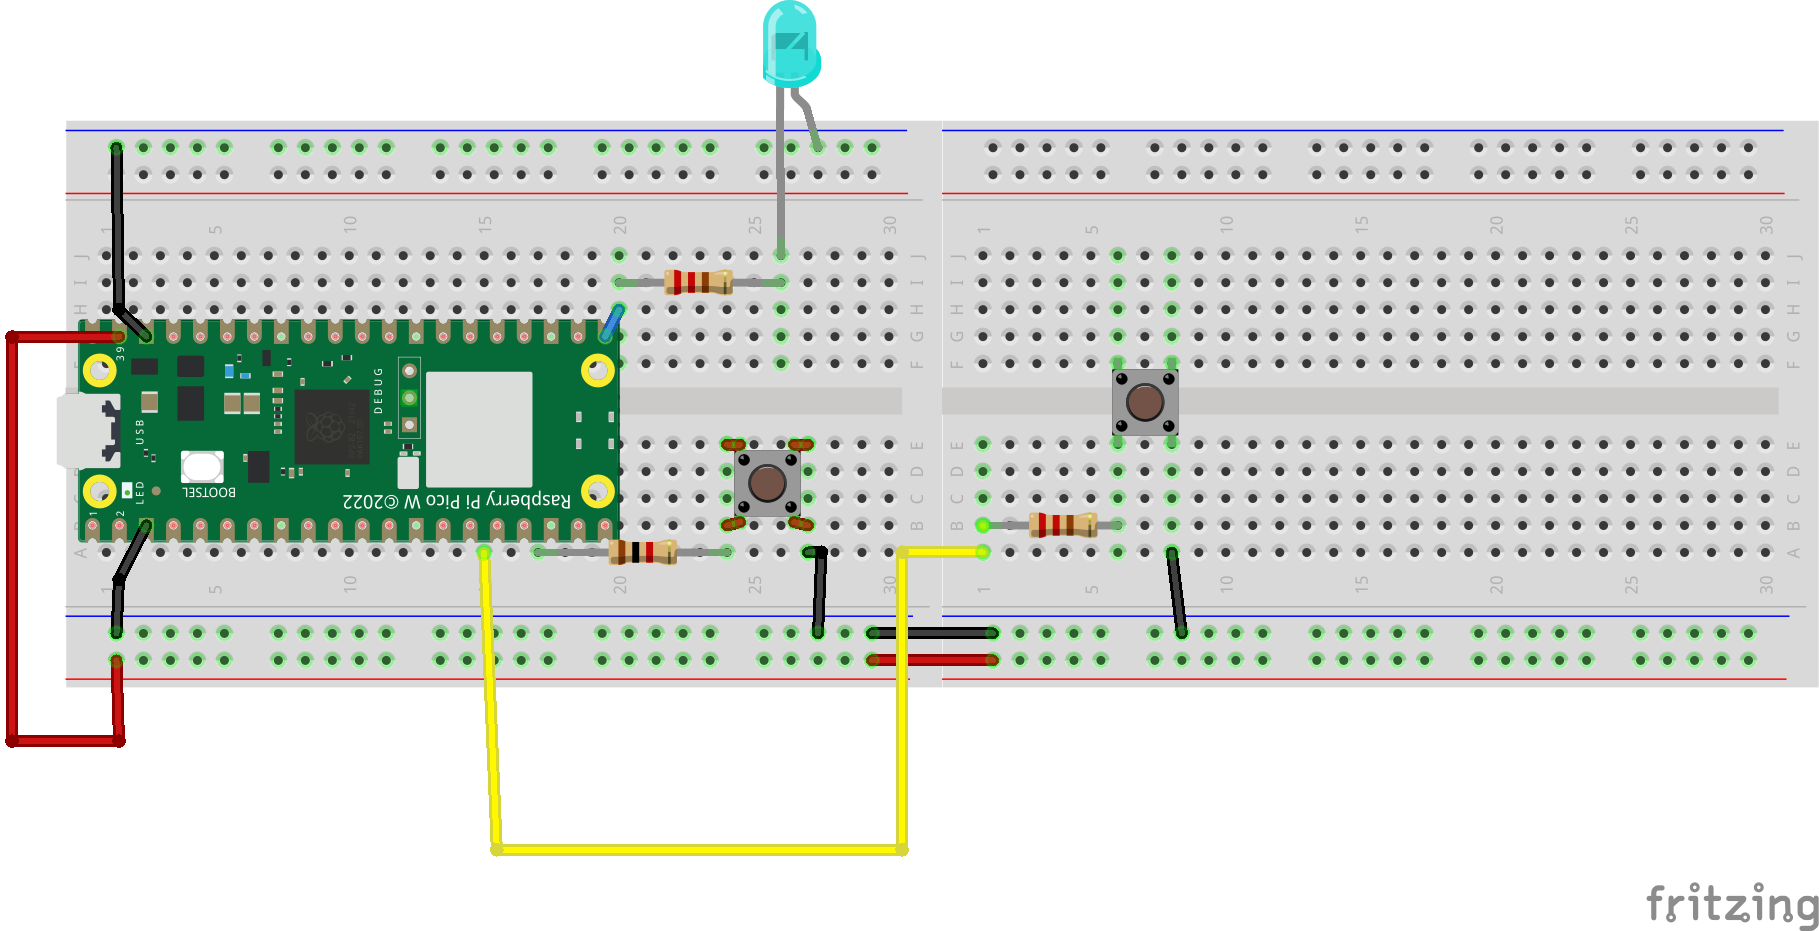 1 5 10 15 20 25 30
1 5 10 15 20 25 30
J J J J
I I I I
H H H H
G G G G
F F F F
39
DEBUG
USB
E E E E
D D D D
C C C
BOOTSEL
LED
Raspberry Pi Pico W ©2022
1 2
B B B
A A A A
5 10 20 25 30
1 5 10 15 20 25 30
fritzing